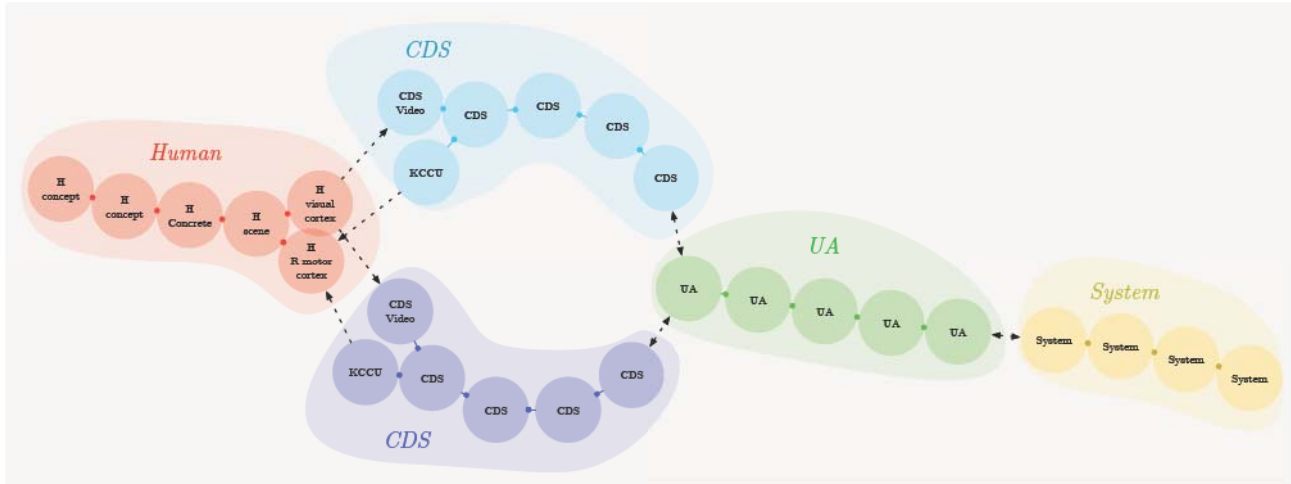 Human
H
concept
H
concept
H
Concrete
H
scene
H
visual
cortex
H
R motor
cortex
CDS
CDS
Video
CDS
CDS
CDS
CDS
KCCU
CDS
Video
KCCU
CDS
CDS
CDS
CDS
CDS
UA
UA
UA
UA
UA
UA
System
System
System
System
System